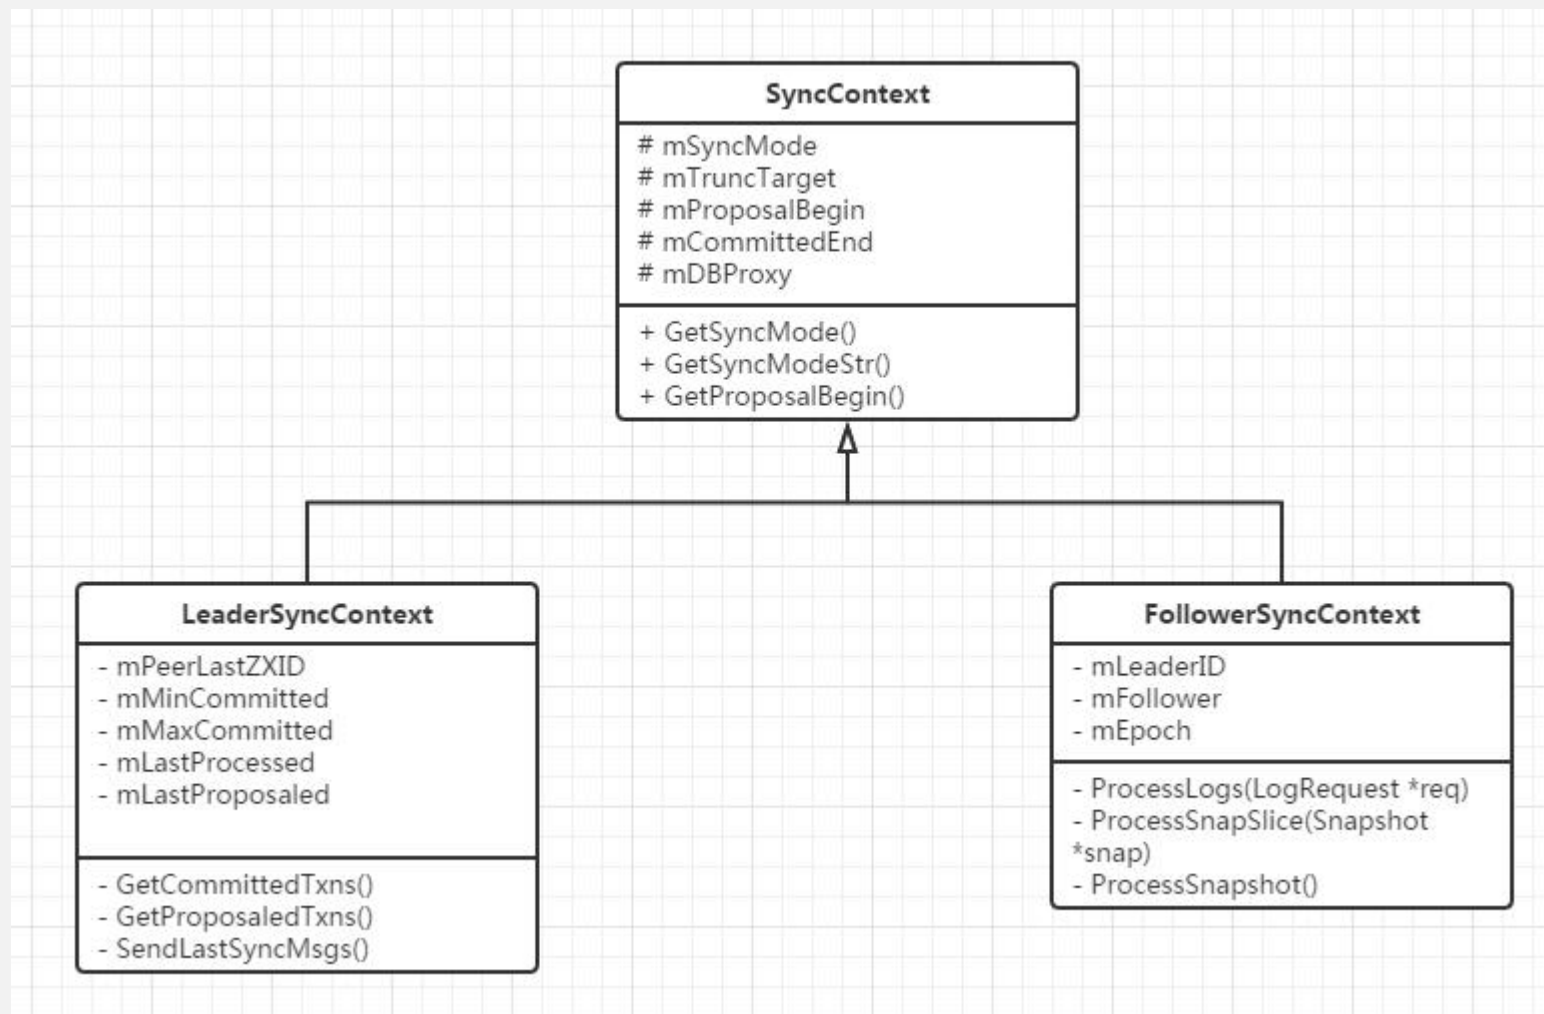 SyncContext
# mSyncMode
# mTruncTarget
# mProposalBegin
# mCommittedEnd
# mDBProxy
+ GetSyncMode()
+ GetSyncModeStr()
+ GetProposalBegin()
LeaderSyncContext
- mPeerLastZXID
- mMinCommitted
- mMaxCommitted
- mLastProcessed
- mLastProposaled
- GetCommittedTxns()
- GetProposaledTxns()
- SendLastSyncMsgs()
FollowerSyncContext
- mLeaderID
- mFollower
- mEpoch
- ProcessLogs(LogRequest *req)
- ProcessSnapSlice(Snapshot
*snap)
- ProcessSnapshot()